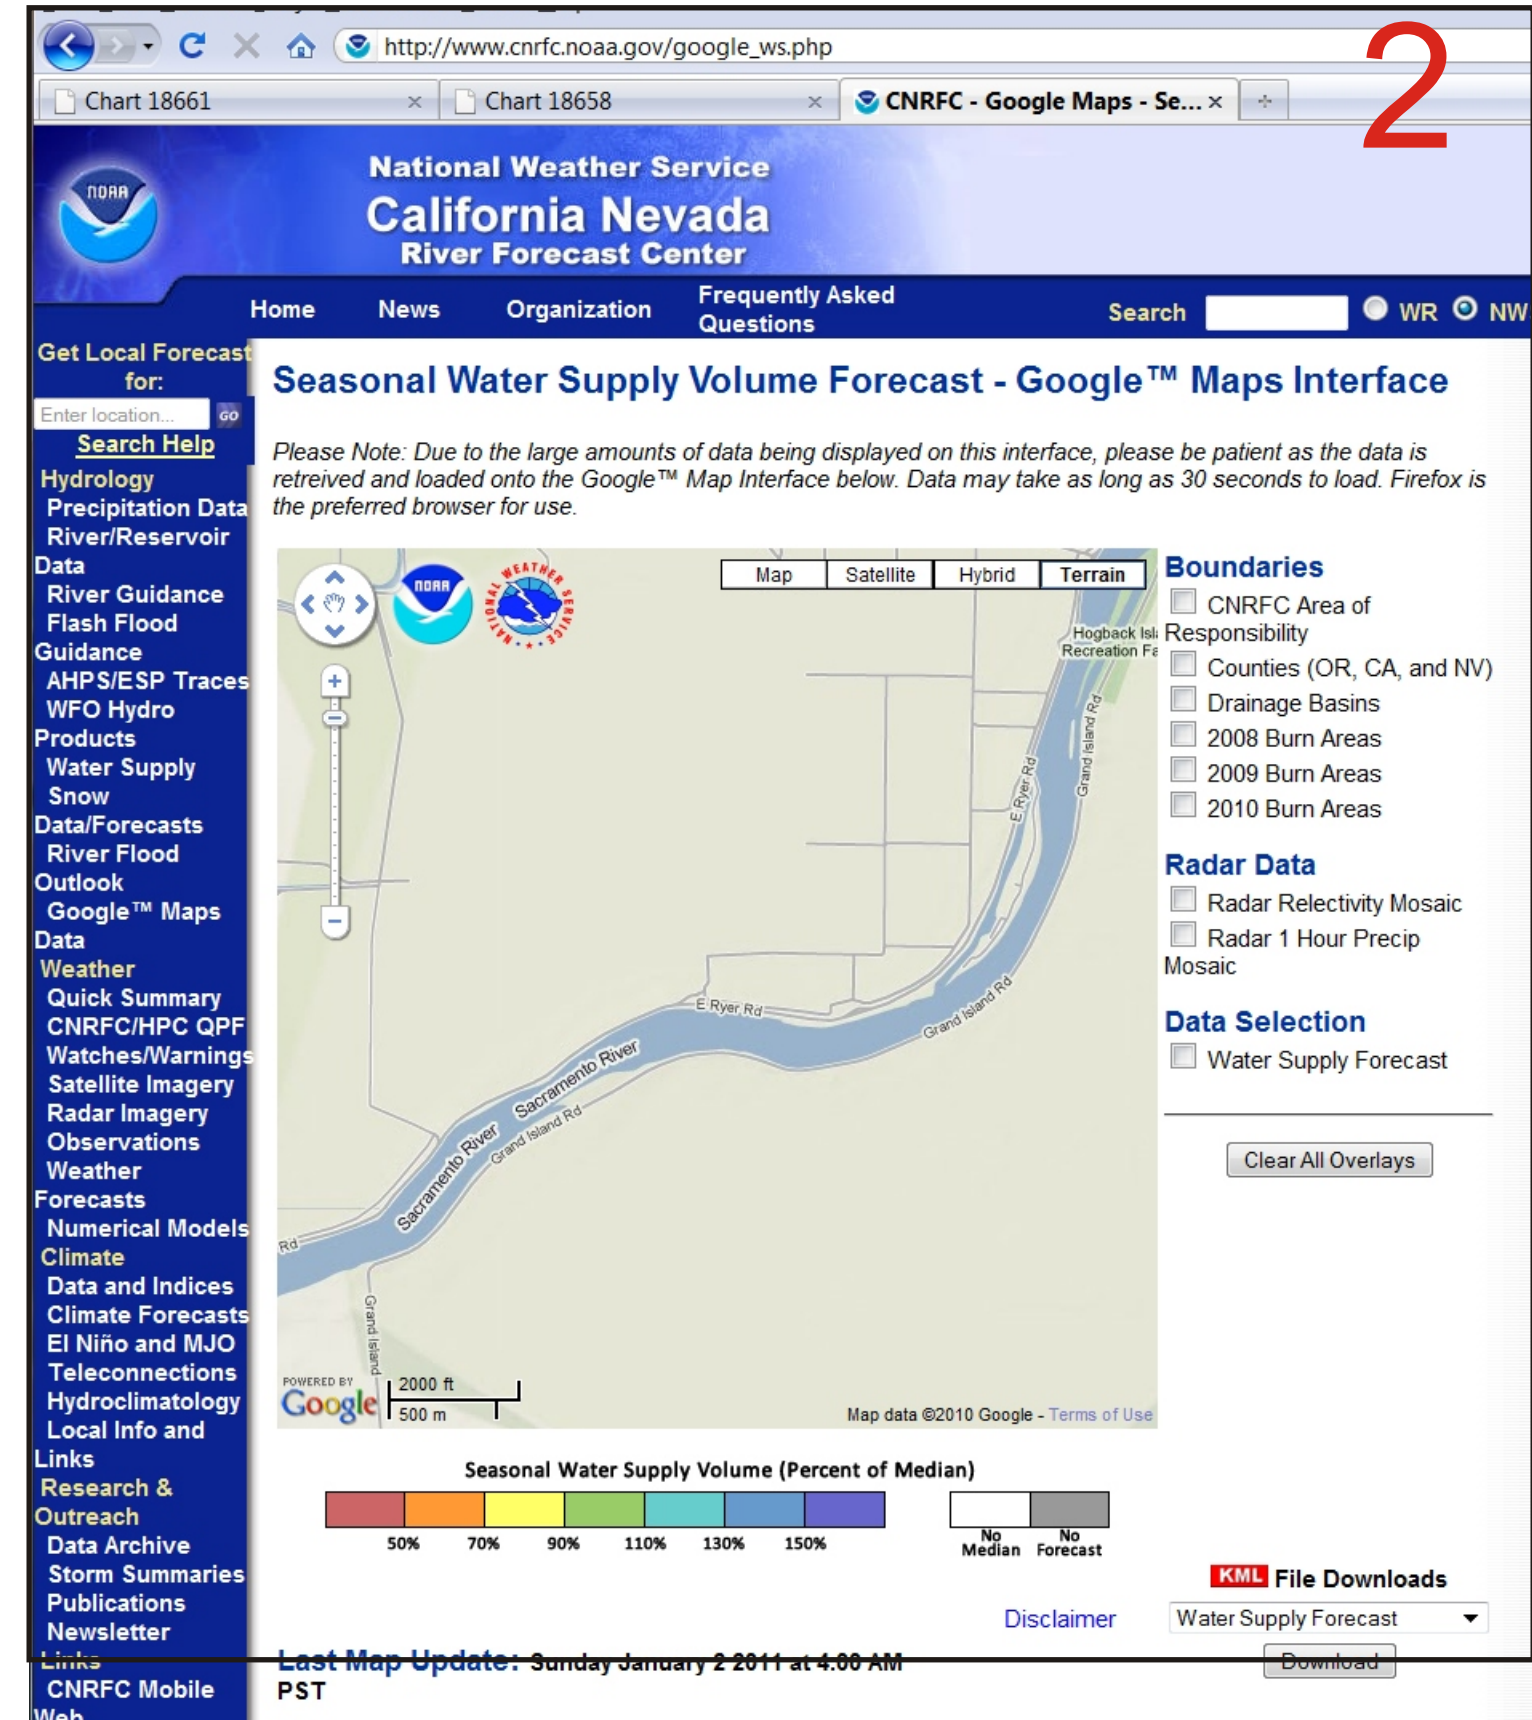 http://www.cnrfc.noaa.gov/google_ws.php
2
Chart 18661
Chart 18658
CNRFC - Google Maps - Se...
NOAA
National Weather Service
California Nevada
River Forecast Center
Home
News
Organization
Frequently Asked
Questions
Search
WR
NW
Get Local Forecast
for:
Enter location...
GO
Search Help
Hydrology
Precipitation Data
River/Reservoir
Data
River Guidance
Flash Flood
Guidance
AHPS/ESP Traces
WFO Hydro
Products
Water Supply
Snow
Data/Forecasts
River Flood
Outlook
Google™ Maps
Data
Weather
Quick Summary
CNRFC/HPC QPF
Watches/Warnings
Satellite Imagery
Radar Imagery
Observations
Weather
Forecasts
Numerical Models
Climate
Data and Indices
Climate Forecasts
El Niño and MJO
Teleconnections
Hydroclimatology
Local Info and
Links
Research &
Outreach
Data Archive
Storm Summaries
Publications
Newsletter
Links
CNRFC Mobile
Web
Seasonal Water Supply Volume Forecast - Google™ Maps Interface
Please Note: Due to the large amounts of data being displayed on this interface, please be patient as the data is
retreived and loaded onto the Google™ Map Interface below. Data may take as long as 30 seconds to load. Firefox is
the preferred browser for use.
NOAA
NATIONAL WEATHER SERVICE
Map
Satellite
Hybrid
Terrain
Hogback Isl
Recreation Fa
Grand Island Rd
E Ryer Rd
E Ryer Rd
Grand Island Rd
Sacramento River
Grand Island Rd
Sacramento River
Rd
Grand Island
POWERED BY
Google
2000 ft
500 m
Map data ©2010 Google - Terms of Use
Boundaries
CNRFC Area of
Responsibility
Counties (OR, CA, and NV)
Drainage Basins
2008 Burn Areas
2009 Burn Areas
2010 Burn Areas
Radar Data
Radar Relectivity Mosaic
Radar 1 Hour Precip
Mosaic
Data Selection
Water Supply Forecast
Clear All Overlays
Seasonal Water Supply Volume (Percent of Median)
50% 70% 90% 110% 130% 150%
No
Median
No
Forecast
KML File Downloads
Disclaimer
Water Supply Forecast
Download
Last Map Update: Sunday January 2 2011 at 4:00 AM
PST